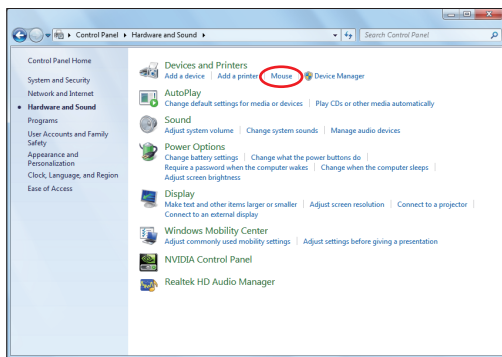 Control Panel ▸ Hardware and Sound ▸
Search Control Panel
Control Panel Home
System and Security
Network and Internet
Hardware and Sound
Programs
User Accounts and Family
Safety
Appearance and
Personalization
Clock, Language, and Region
Ease of Access
Devices and Printers
Add a device | Add a printer | Mouse | Device Manager
AutoPlay
Change default settings for media or devices | Play CDs or other media automatically
Sound
Adjust system volume | Change system sounds | Manage audio devices
Power Options
Change battery settings | Change what the power buttons do |
Require a password when the computer wakes | Change when the computer sleeps |
Adjust screen brightness
Display
Make text and other items larger or smaller | Adjust screen resolution | Connect to a projector |
Connect to an external display
Windows Mobility Center
Adjust commonly used mobility settings | Adjust settings before giving a presentation
NVIDIA Control Panel
Realtek HD Audio Manager